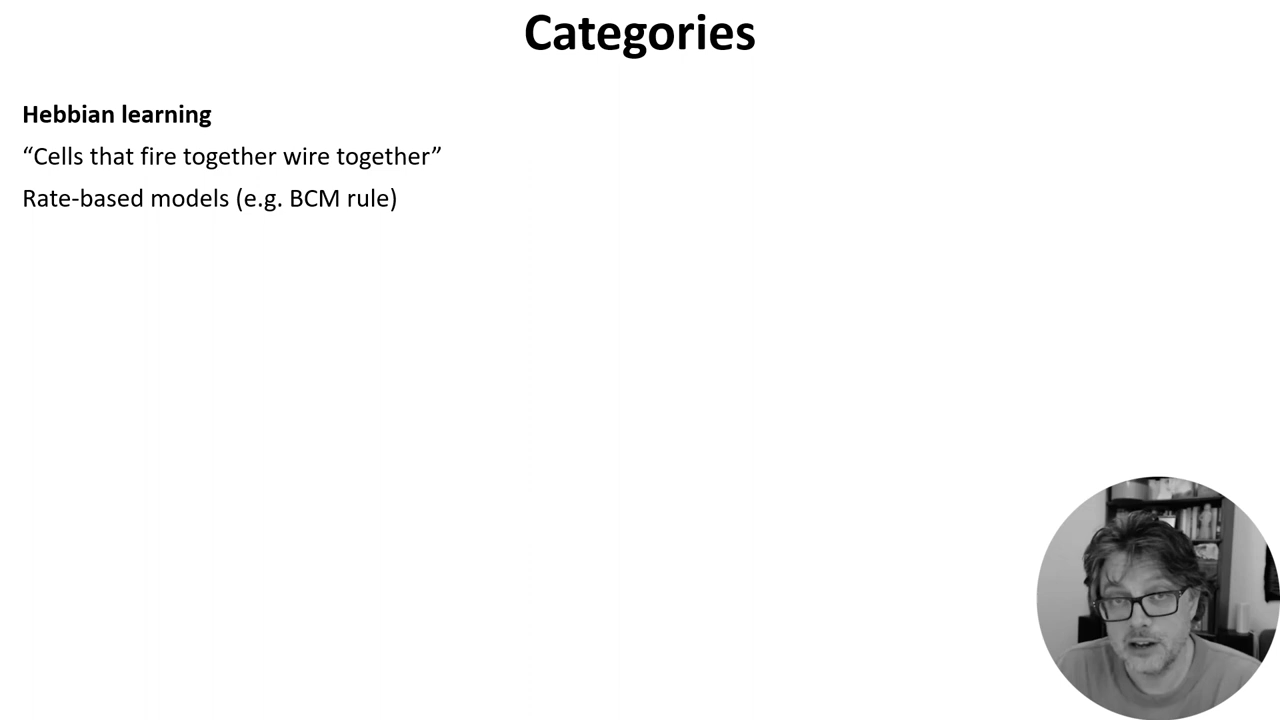 Categories
Hebbian learning
“Cells that fire together wire together”
Rate-based models (e.g. BCM rule)